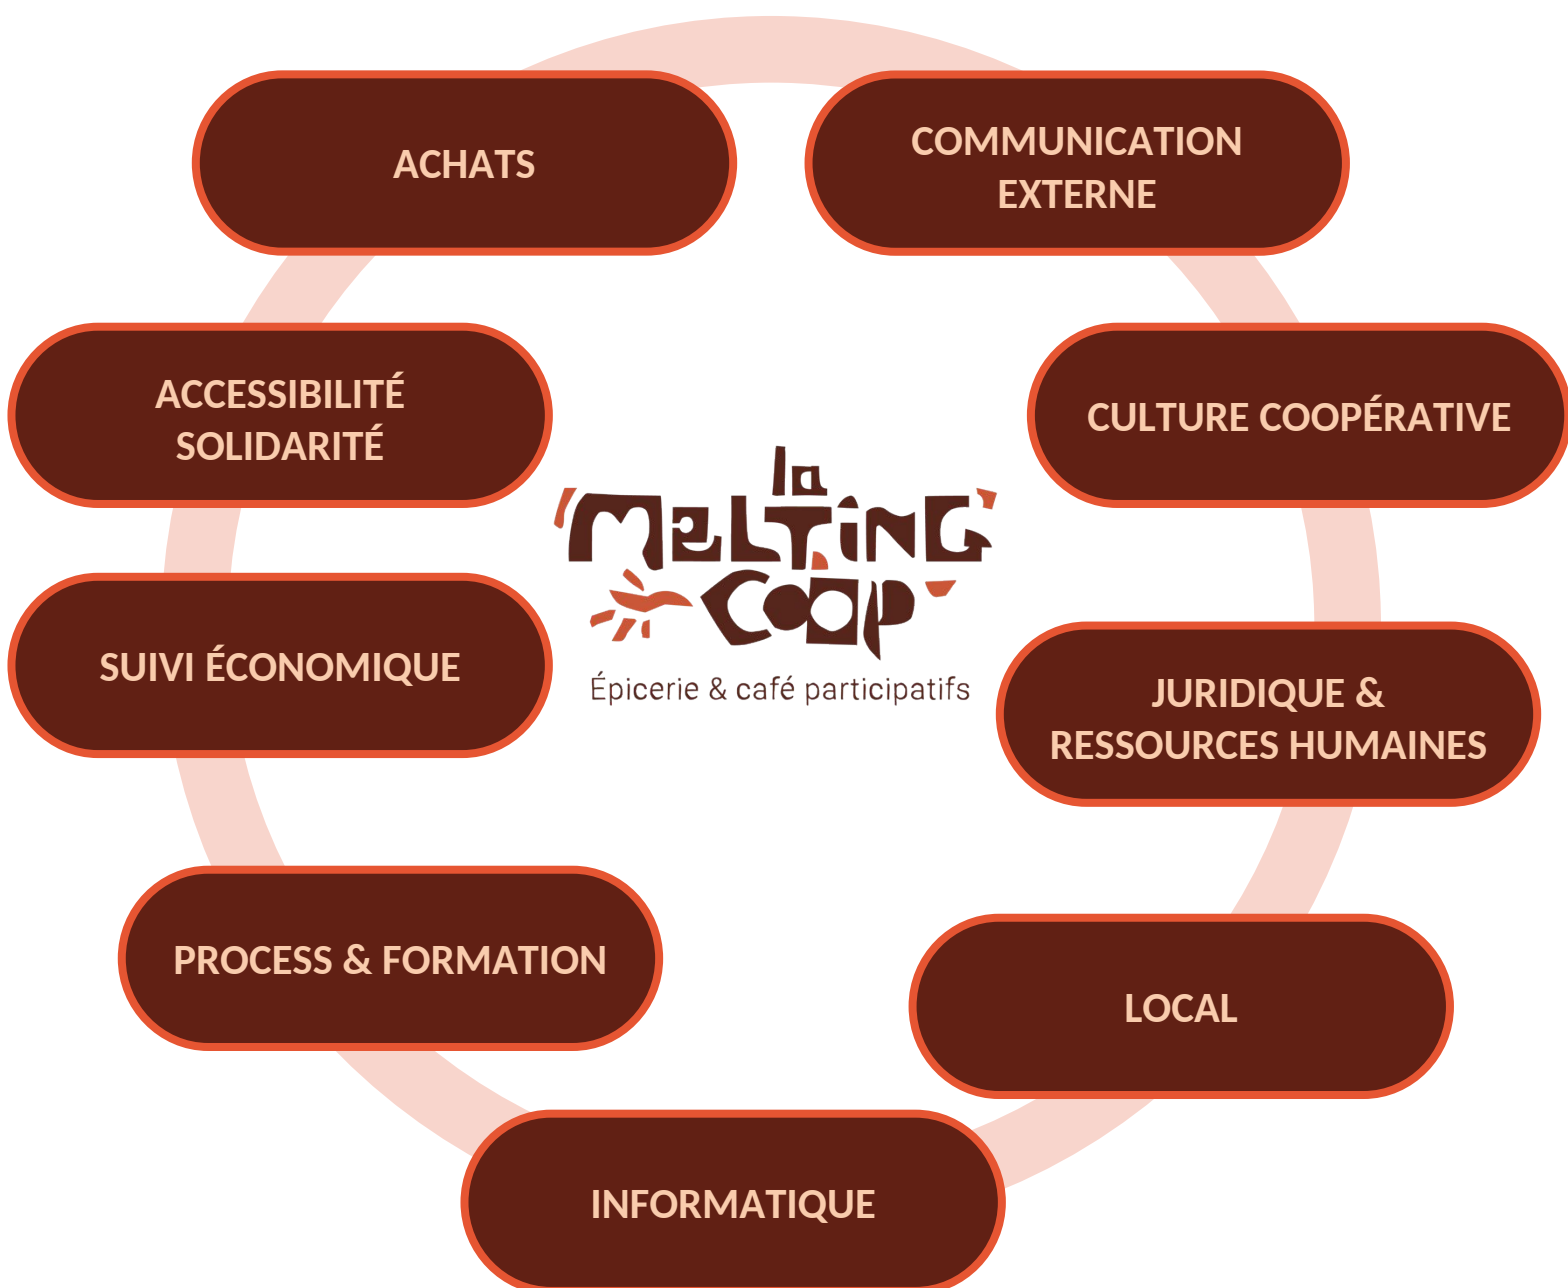 ACHATS
COMMUNICATION
EXTERNE
ACCESSIBILITÉ
SOLIDARITÉ
CULTURE COOPÉRATIVE
la
MeLTiNG
COOP
Épicerie & café participatifs
SUIVI ÉCONOMIQUE
JURIDIQUE &
RESSOURCES HUMAINES
PROCESS & FORMATION
LOCAL
INFORMATIQUE